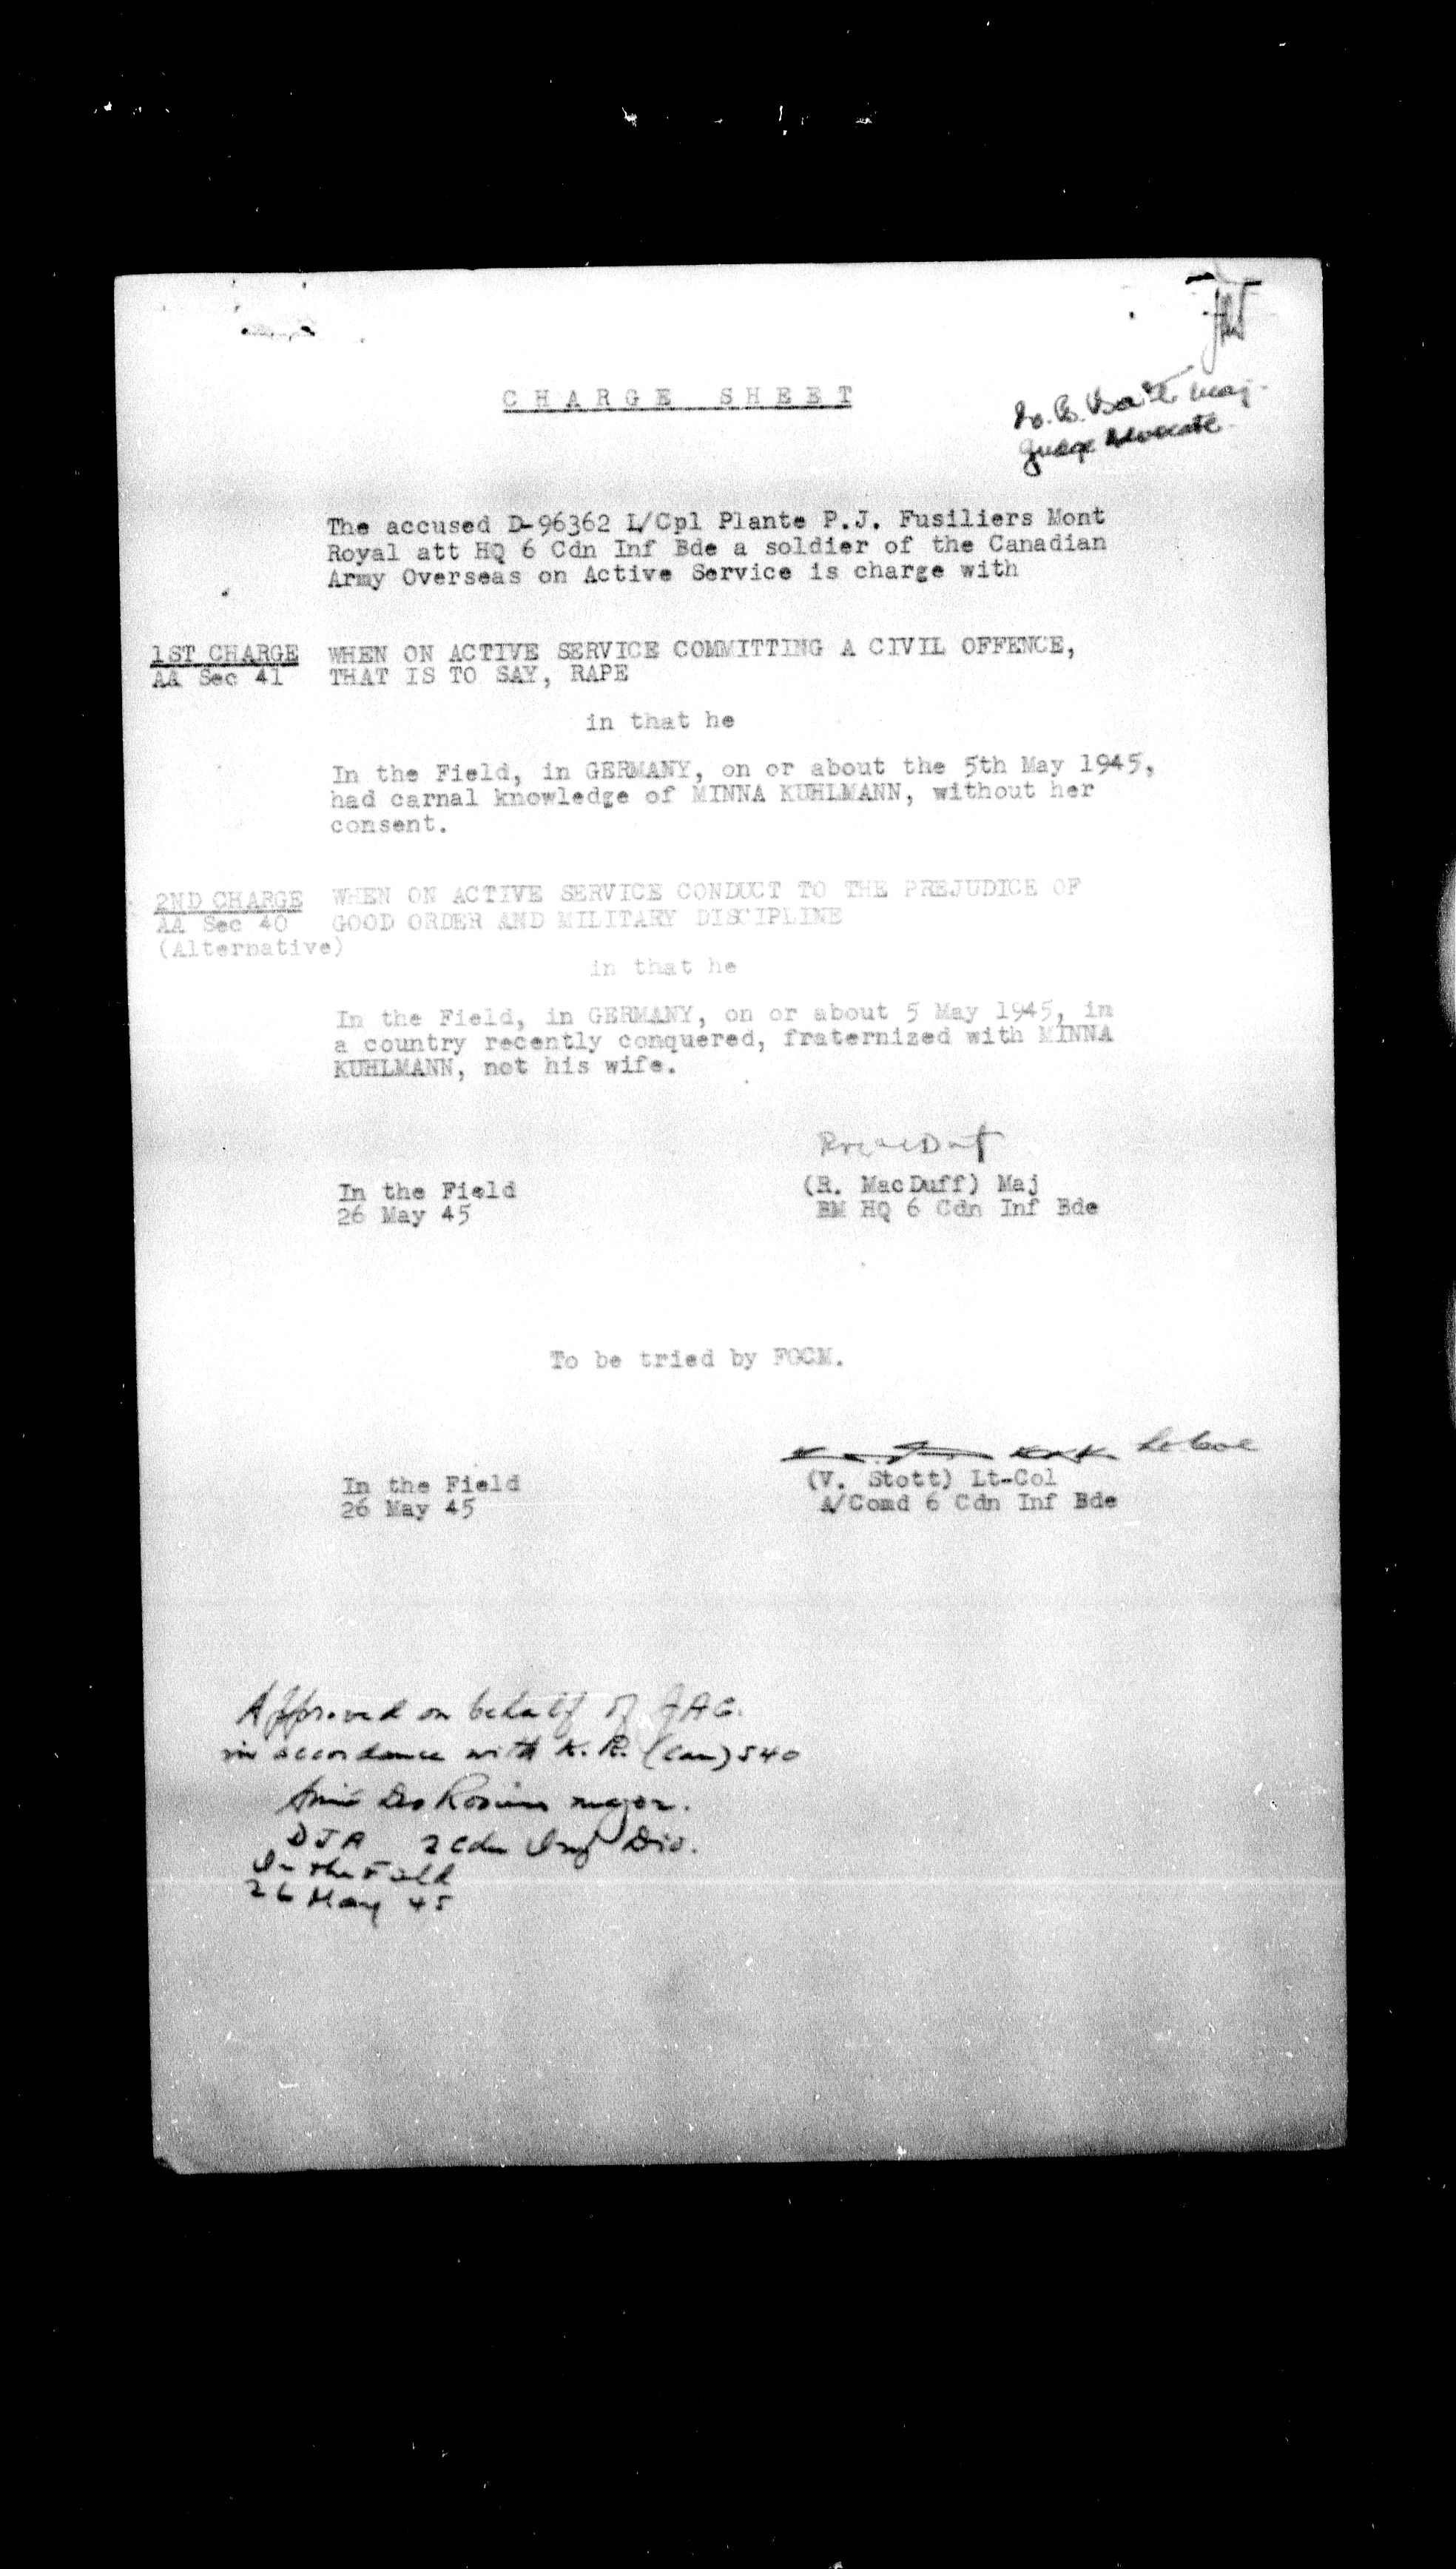 CHARGE SHEET
Maj.
Judge Advocate.
The accused D-96362 L/Cpl Plante P.J. Fusiliers Mont
Royal att HQ 6 Cdn Inf Bde a soldier of the Canadian
Army Overseas on Active Service is charge with
1ST CHARGE WHEN ON ACTIVE SERVICE COMMITTING A CIVIL OFFENCE,
AA Sec 41 THAT IS TO SAY, RAPE
in that he
In the Field, in GERMANY, on or about the 5th May 1945,
had carnal knowledge of MINNA KUHLMANN, without her
consent.
2ND CHARGE WHEN ON ACTIVE SERVICE CONDUCT TO THE PREJUDICE OF
AA Sec 40 GOOD ORDER AND MILITARY DISCIPLINE
(Alternative)
in that he
In the Field, in GERMANY, on or about 5 May 1945, in
a country recently conquered, fraternized with MINNA
KUHLMANN, not his wife.
In the Field (R. MacDuff) Maj
26 May 45 BM HQ 6 Cdn Inf Bde
To be tried by FGCM.
Lt Col
In the Field (V. Stott) Lt-Col
26 May 45 A/Comd 6 Cdn Inf Bde
Approved on behalf of JAG.
in accordance with K.R. (Can) 540
major.
DJA 2 Cdn Inf Div.
In the Field
26 May 45